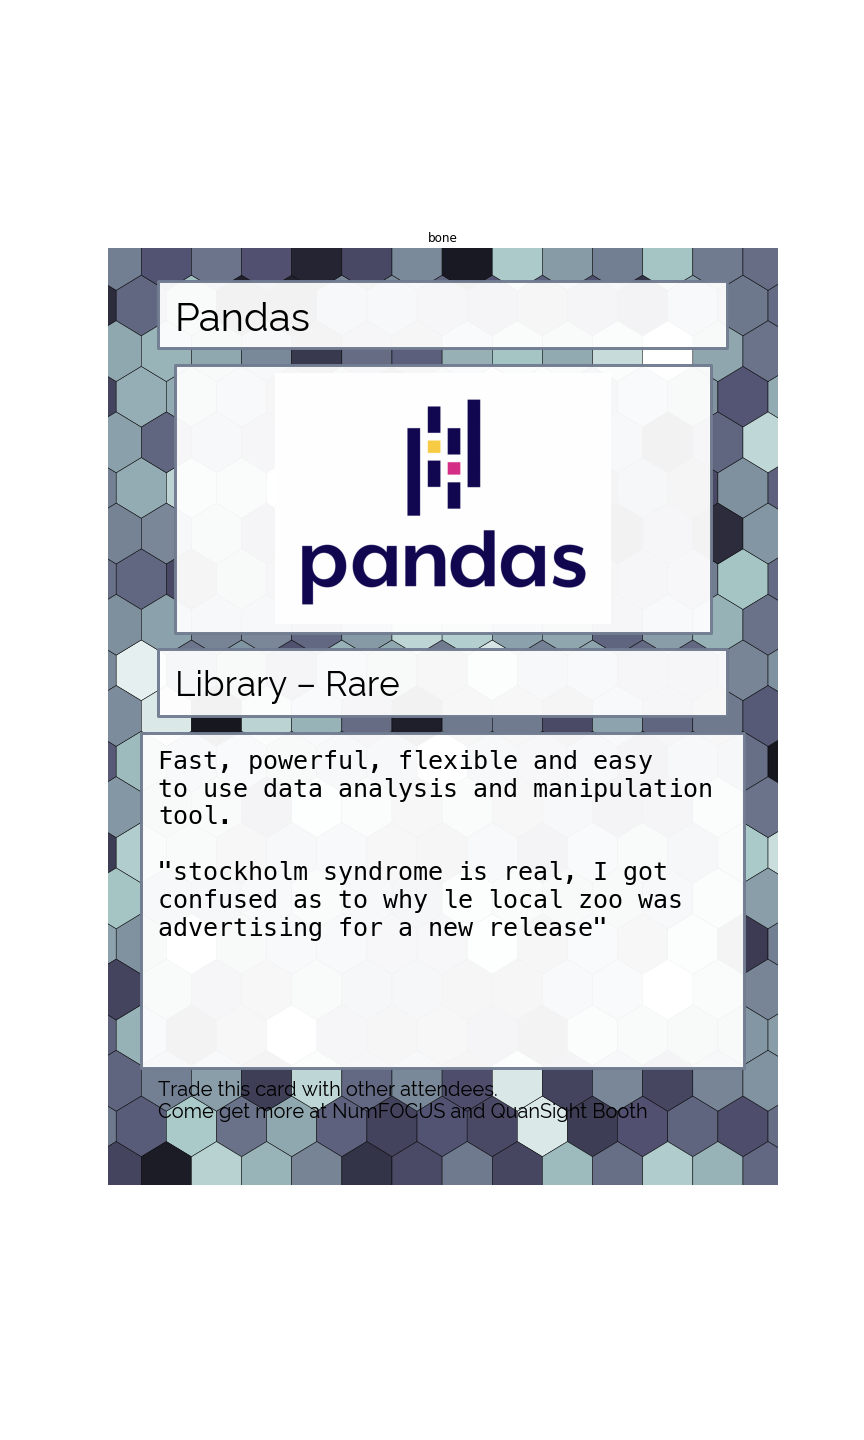 bone
Pandas
pandas
Library – Rare
Fast, powerful, flexible and easy
to use data analysis and manipulation
tool.
"stockholm syndrome is real, I got
confused as to why le local zoo was
advertising for a new release"
Trade this card with other attendees.
Come get more at NumFOCUS and QuanSight Booth